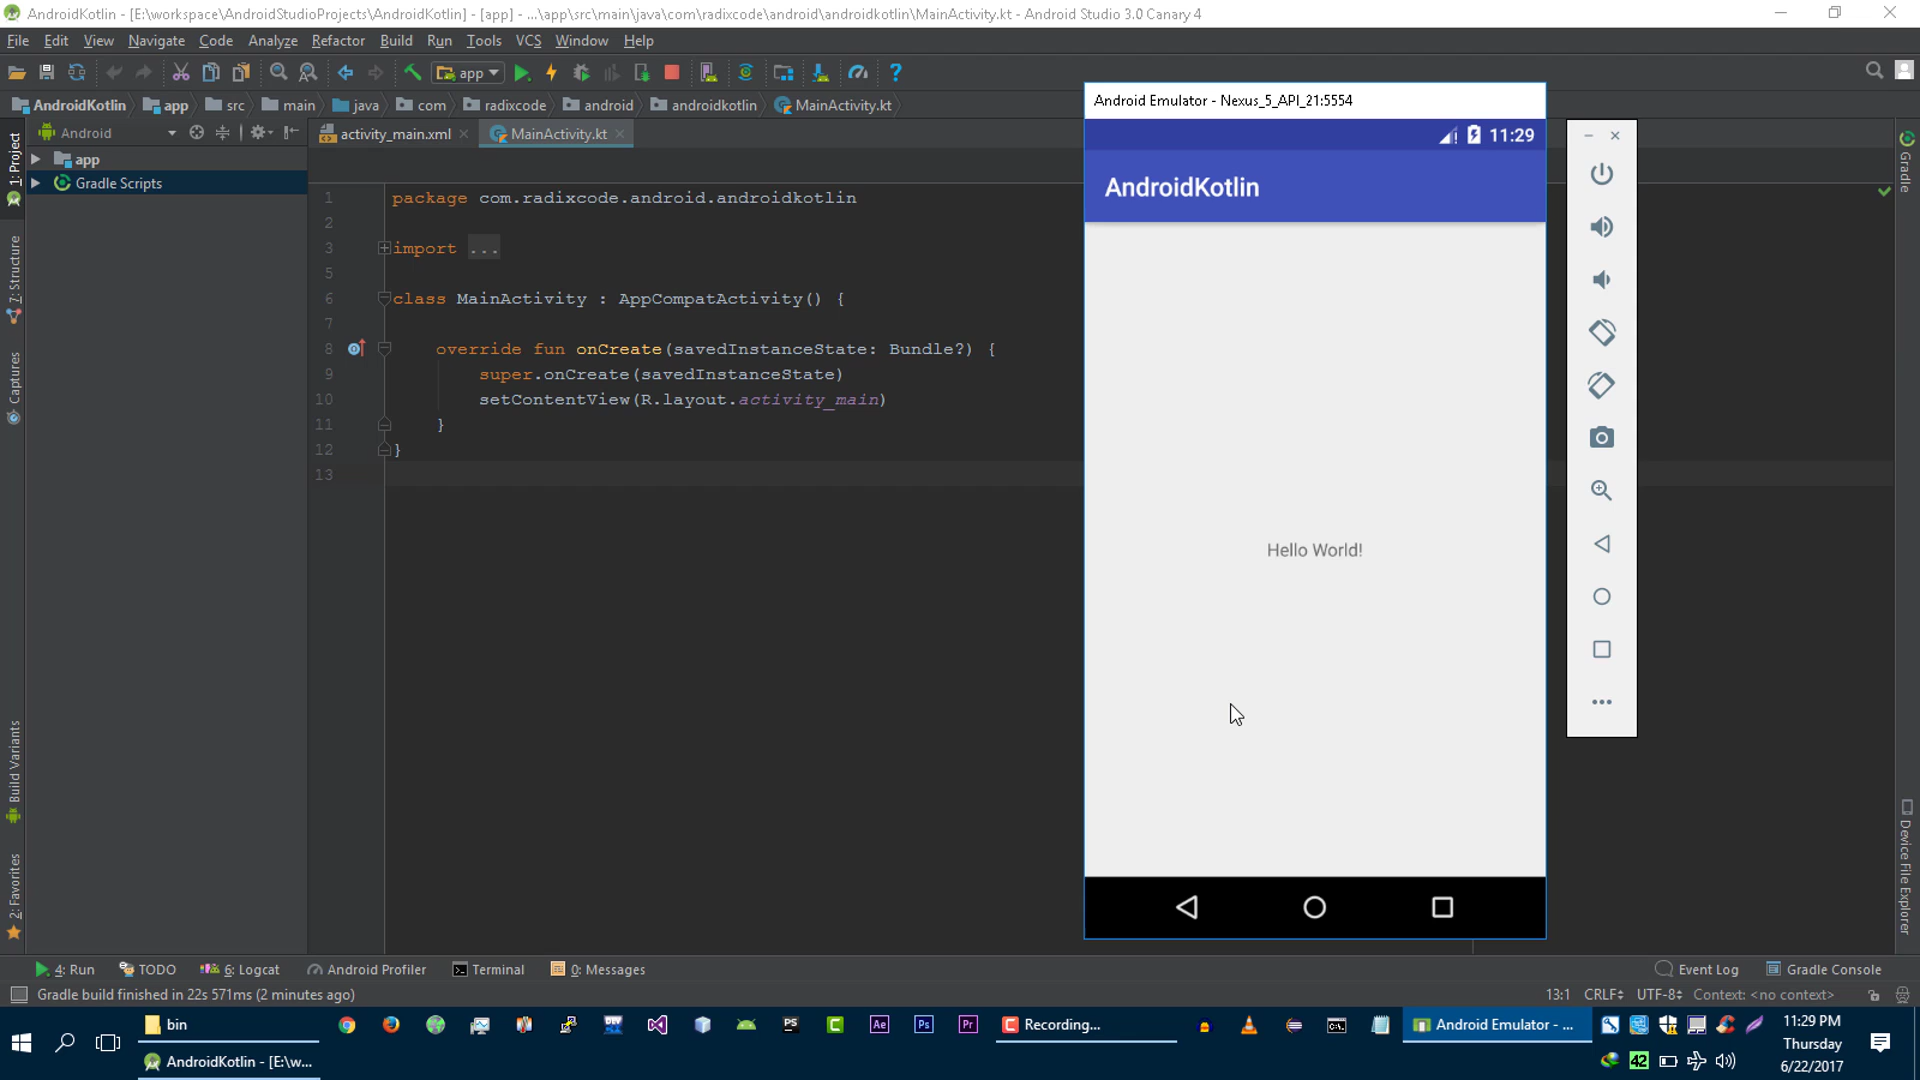 AndroidKotlin - [E:\workspace\AndroidStudioProjects\AndroidKotlin] - [app] - ...\app\src\main\java\com\radixcode\android\androidkotlin\MainActivity.kt - Android Studio 3.0 Canary 4
File Edit View Navigate Code Analyze Refactor Build Run Tools VCS Window Help
app
AndroidKotlin app src main java com radixcode android androidkotlin MainActivity.kt
Android
activity_main.xml
MainActivity.kt
app
Gradle Scripts
1: Project
7: Structure
Captures
Build Variants
2: Favorites
1 package com.radixcode.android.androidkotlin
2
3 import ...
5
6 class MainActivity : AppCompatActivity() {
7
8 override fun onCreate(savedInstanceState: Bundle?) {
9 super.onCreate(savedInstanceState)
10 setContentView(R.layout.activity_main)
11 }
12 }
13
Android Emulator - Nexus_5_API_21:5554
11:29
AndroidKotlin
Hello World!
Gradle
Device File Explorer
4: Run TODO 6: Logcat Android Profiler Terminal 0: Messages Event Log Gradle Console
Gradle build finished in 22s 571ms (2 minutes ago) 13:1 CRLF UTF-8 Context: <no context>
bin
AndroidKotlin - [E:\w...
PS
C
Ae
Ps
Pr
Recording...
Android Emulator - ...
42
11:29 PM
Thursday
6/22/2017